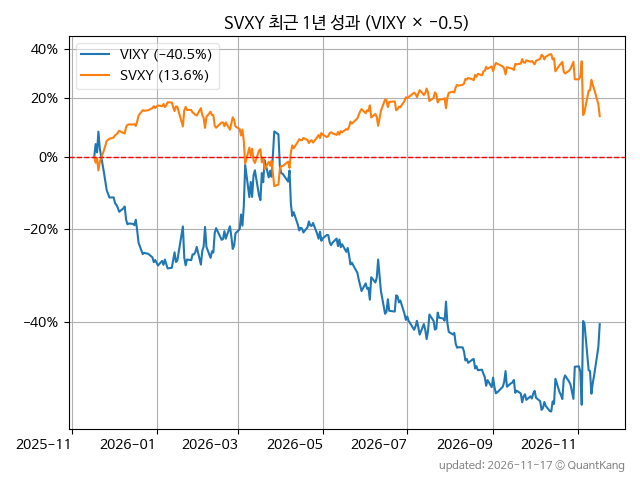 SVXY 최근 1년 성과 (VIXY × −0.5)
VIXY (−40.5%)
SVXY (13.6%)
40%
20%
0%
−20%
−40%
2025-11 2026-01 2026-03 2026-05 2026-07 2026-09 2026-11
updated: 2026-11-17 © QuantKang